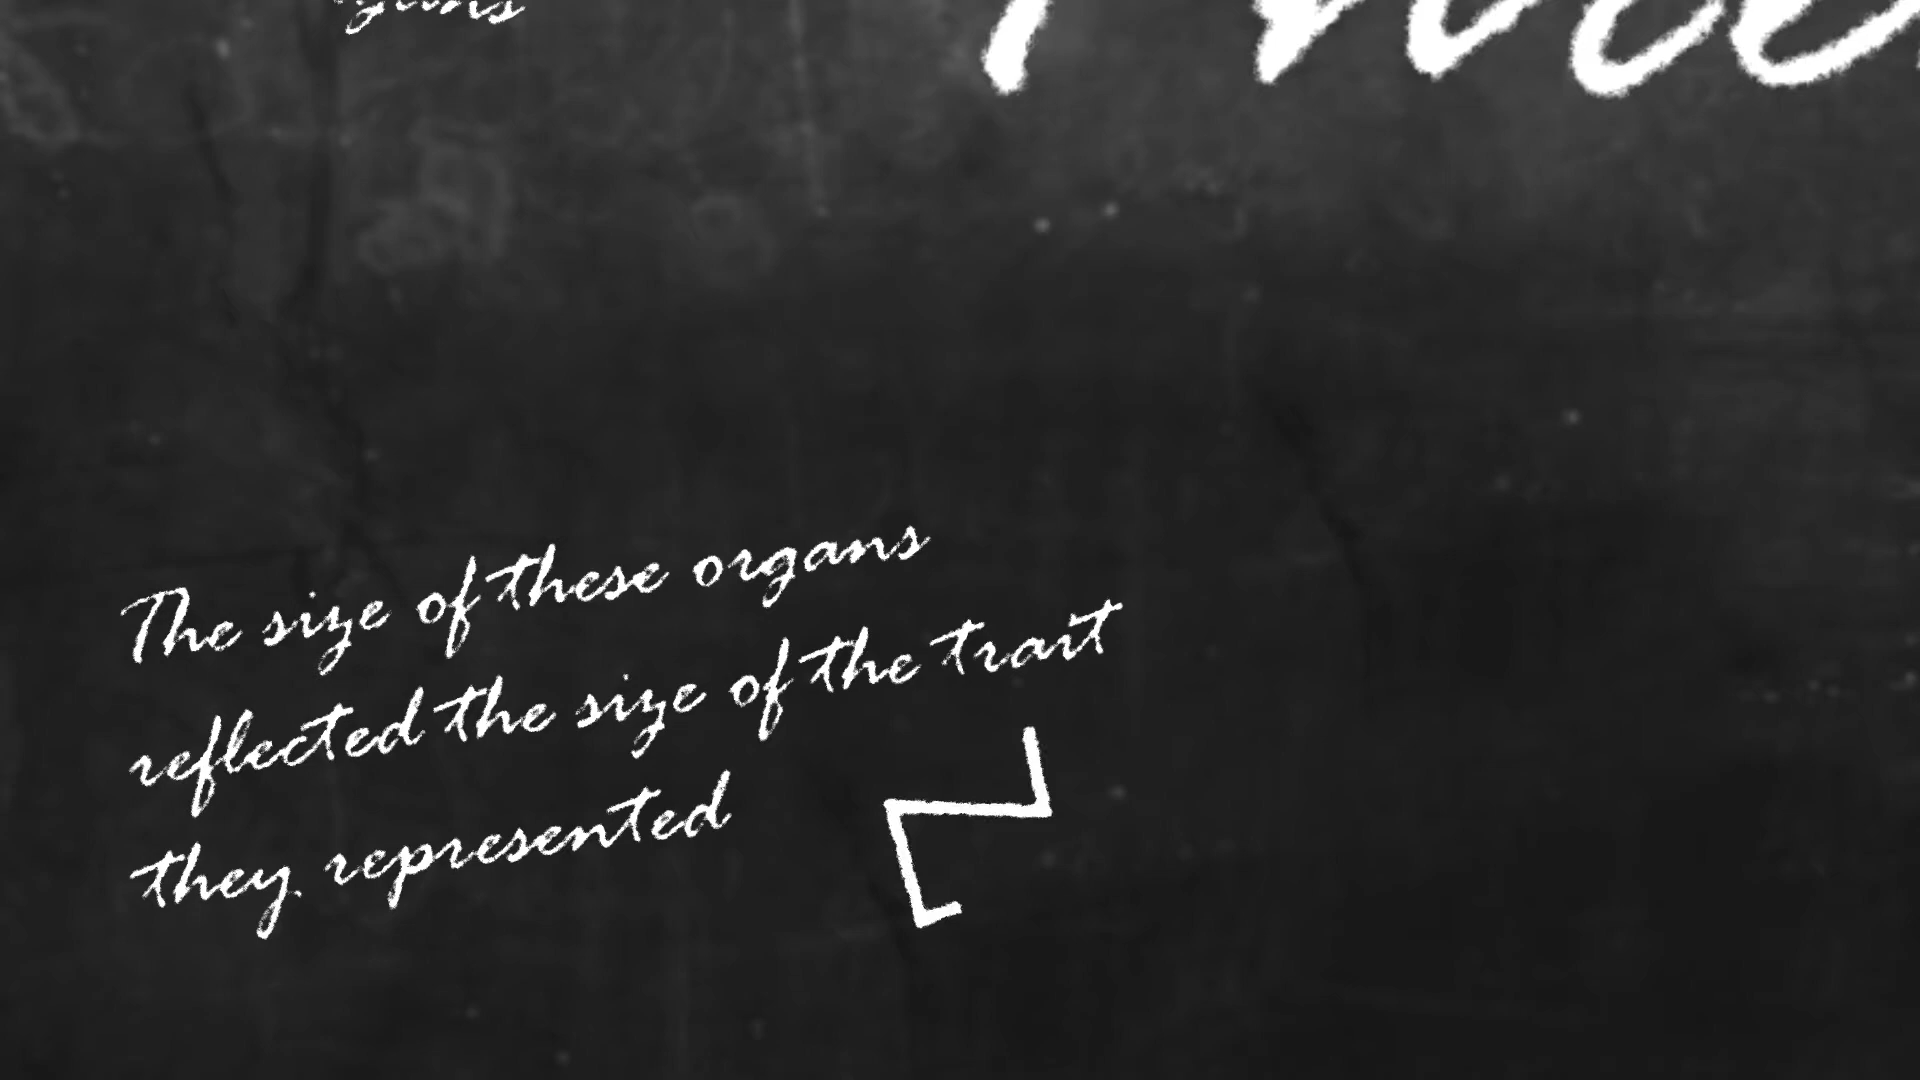 The size of these organs
reflected the size of the trait
they represented